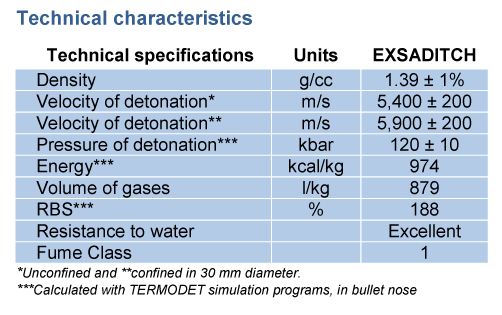 Technical characteristics
Technical specifications Units EXSADITCH
Density g/cc 1.39 ± 1%
Velocity of detonation* m/s 5,400 ± 200
Velocity of detonation** m/s 5,900 ± 200
Pressure of detonation*** kbar 120 ± 10
Energy*** kcal/kg 974
Volume of gases l/kg 879
RBS*** % 188
Resistance to water Excellent
Fume Class 1
*Unconfined and **confined in 30 mm diameter.
***Calculated with TERMODET simulation programs, in bullet nose